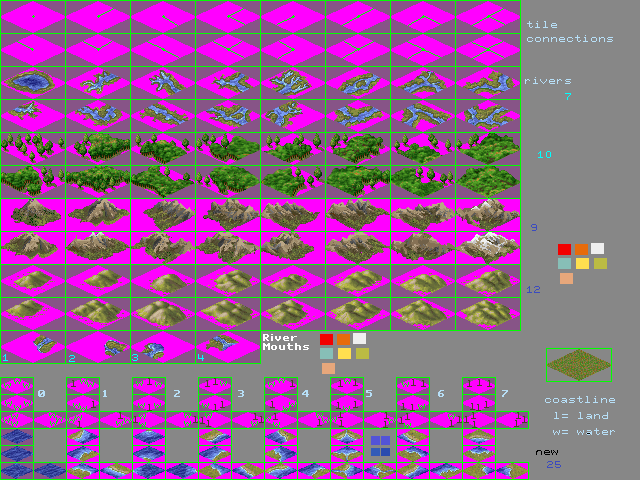 tile
connections
rivers
7
10
9
12
River
Mouths
1 2 3 4
0 1 2 3 4 5 6 7
coastline
l= land
w= water
new
25